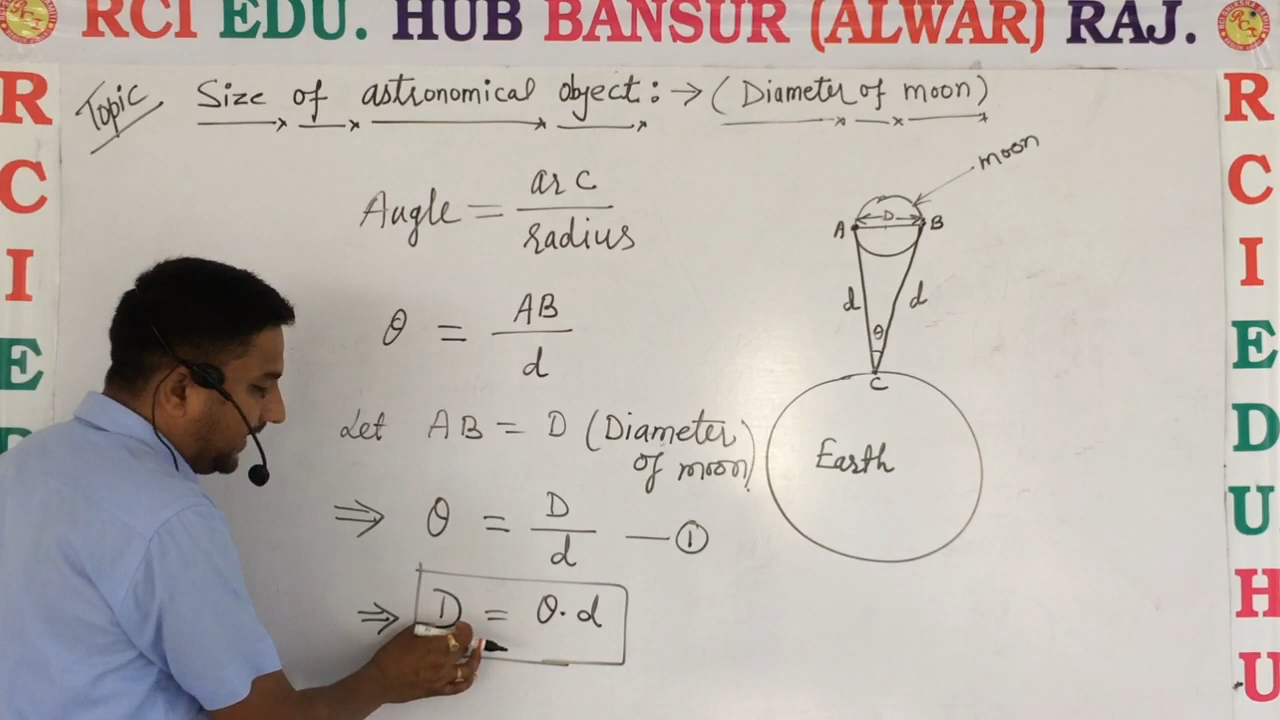 RCI EDU. HUB BANSUR (ALWAR) RAJ.
R
C
I
E
D
Topic Size of astronomical object :→ (Diameter of moon)
Angle = arc / radius
θ = AB / d
Let AB = D (Diameter of moon)
⇒ θ = D / d — ①
⇒ D = θ · d
moon
A D B
d d
θ
C
Earth
R
C
I
E
D
U
H
U